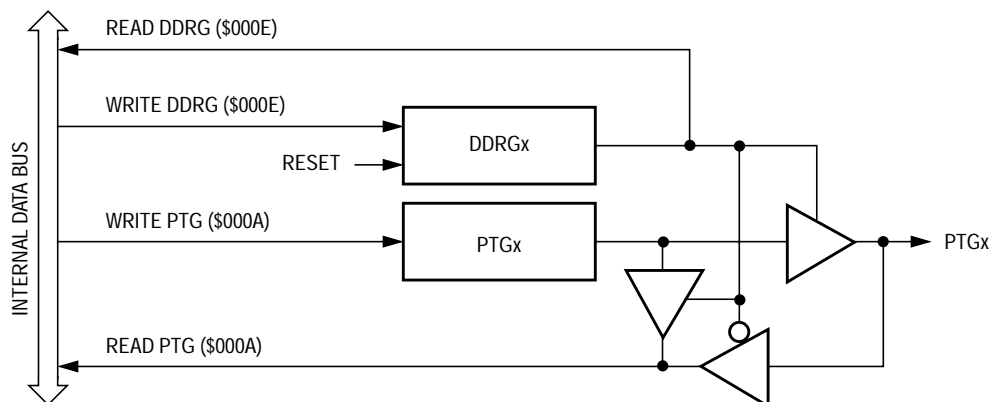 READ DDRG ($000E)
WRITE DDRG ($000E)
DDRGx
RESET
WRITE PTG ($000A)
PTGx
PTGx
READ PTG ($000A)
INTERNAL DATA BUS